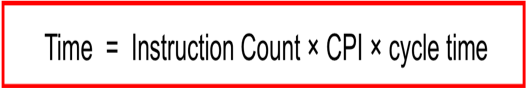 Time = Instruction Count × CPI × cycle time